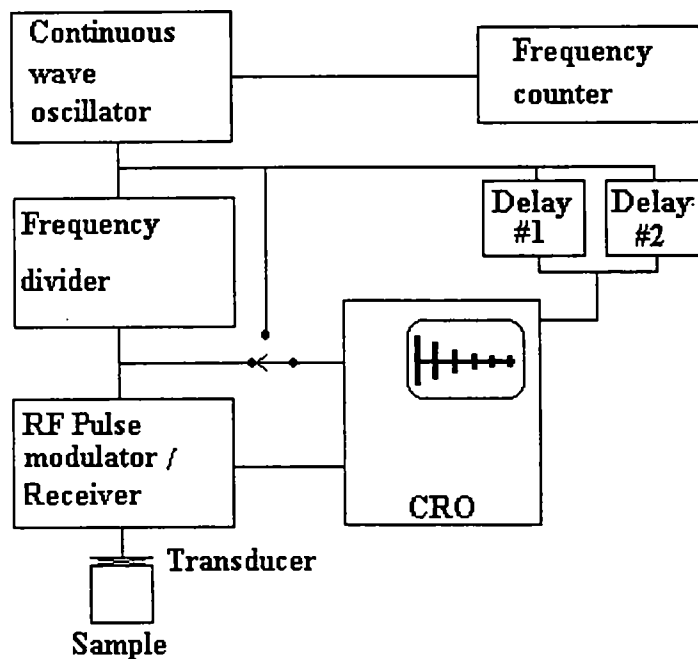 Continuous
wave
oscillator
Frequency
counter
Frequency
divider
Delay
#1
Delay
#2
RF Pulse
modulator /
Receiver
CRO
Transducer
Sample